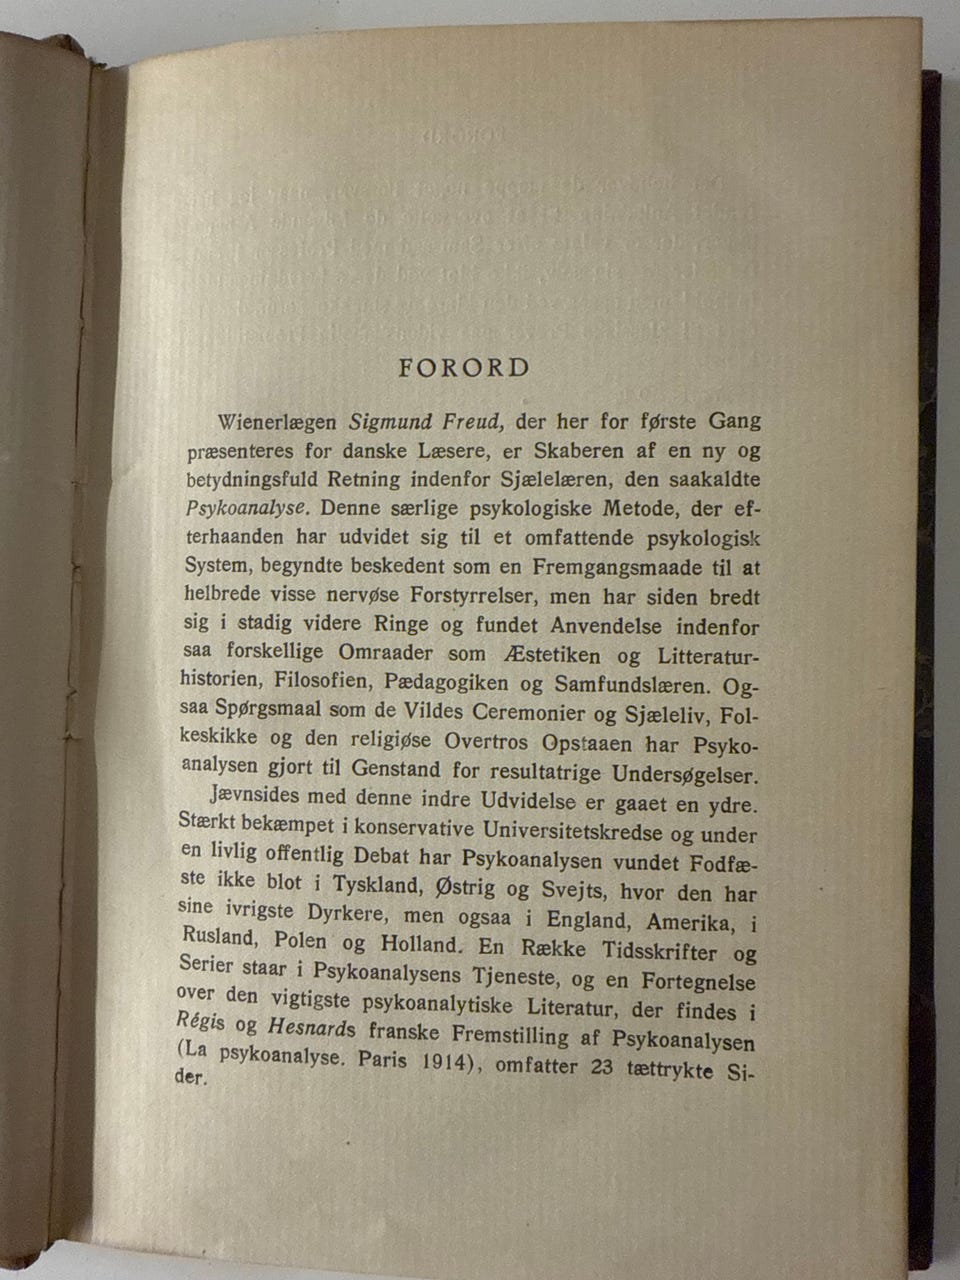 FORORD
Wienerlægen Sigmund Freud, der her for første Gang
præsenteres for danske Læsere, er Skaberen af en ny og
betydningsfuld Retning indenfor Sjælelæren, den saakaldte
Psykoanalyse. Denne særlige psykologiske Metode, der ef-
terhaanden har udvidet sig til et omfattende psykologisk
System, begyndte beskedent som en Fremgangsmaade til at
helbrede visse nervøse Forstyrrelser, men har siden bredt
sig i stadig videre Ringe og fundet Anvendelse indenfor
saa forskellige Omraader som Æstetiken og Litteratur-
historien, Filosofien, Pædagogiken og Samfundslæren. Og-
saa Spørgsmaal som de Vildes Ceremonier og Sjæleliv, Fol-
keskikke og den religiøse Overtros Opstaaen har Psyko-
analysen gjort til Genstand for resultatrige Undersøgelser.
Jævnsides med denne indre Udvidelse er gaaet en ydre.
Stærkt bekæmpet i konservative Universitetskredse og under
en livlig offentlig Debat har Psykoanalysen vundet Fodfæ-
ste ikke blot i Tyskland, Østrig og Svejts, hvor den har
sine ivrigste Dyrkere, men ogsaa i England, Amerika, i
Rusland, Polen og Holland. En Række Tidsskrifter og
Serier staar i Psykoanalysens Tjeneste, og en Fortegnelse
over den vigtigste psykoanalytiske Literatur, der findes i
Régis og Hesnards franske Fremstilling af Psykoanalysen
(La psykoanalyse. Paris 1914), omfatter 23 tættrykte Si-
der.